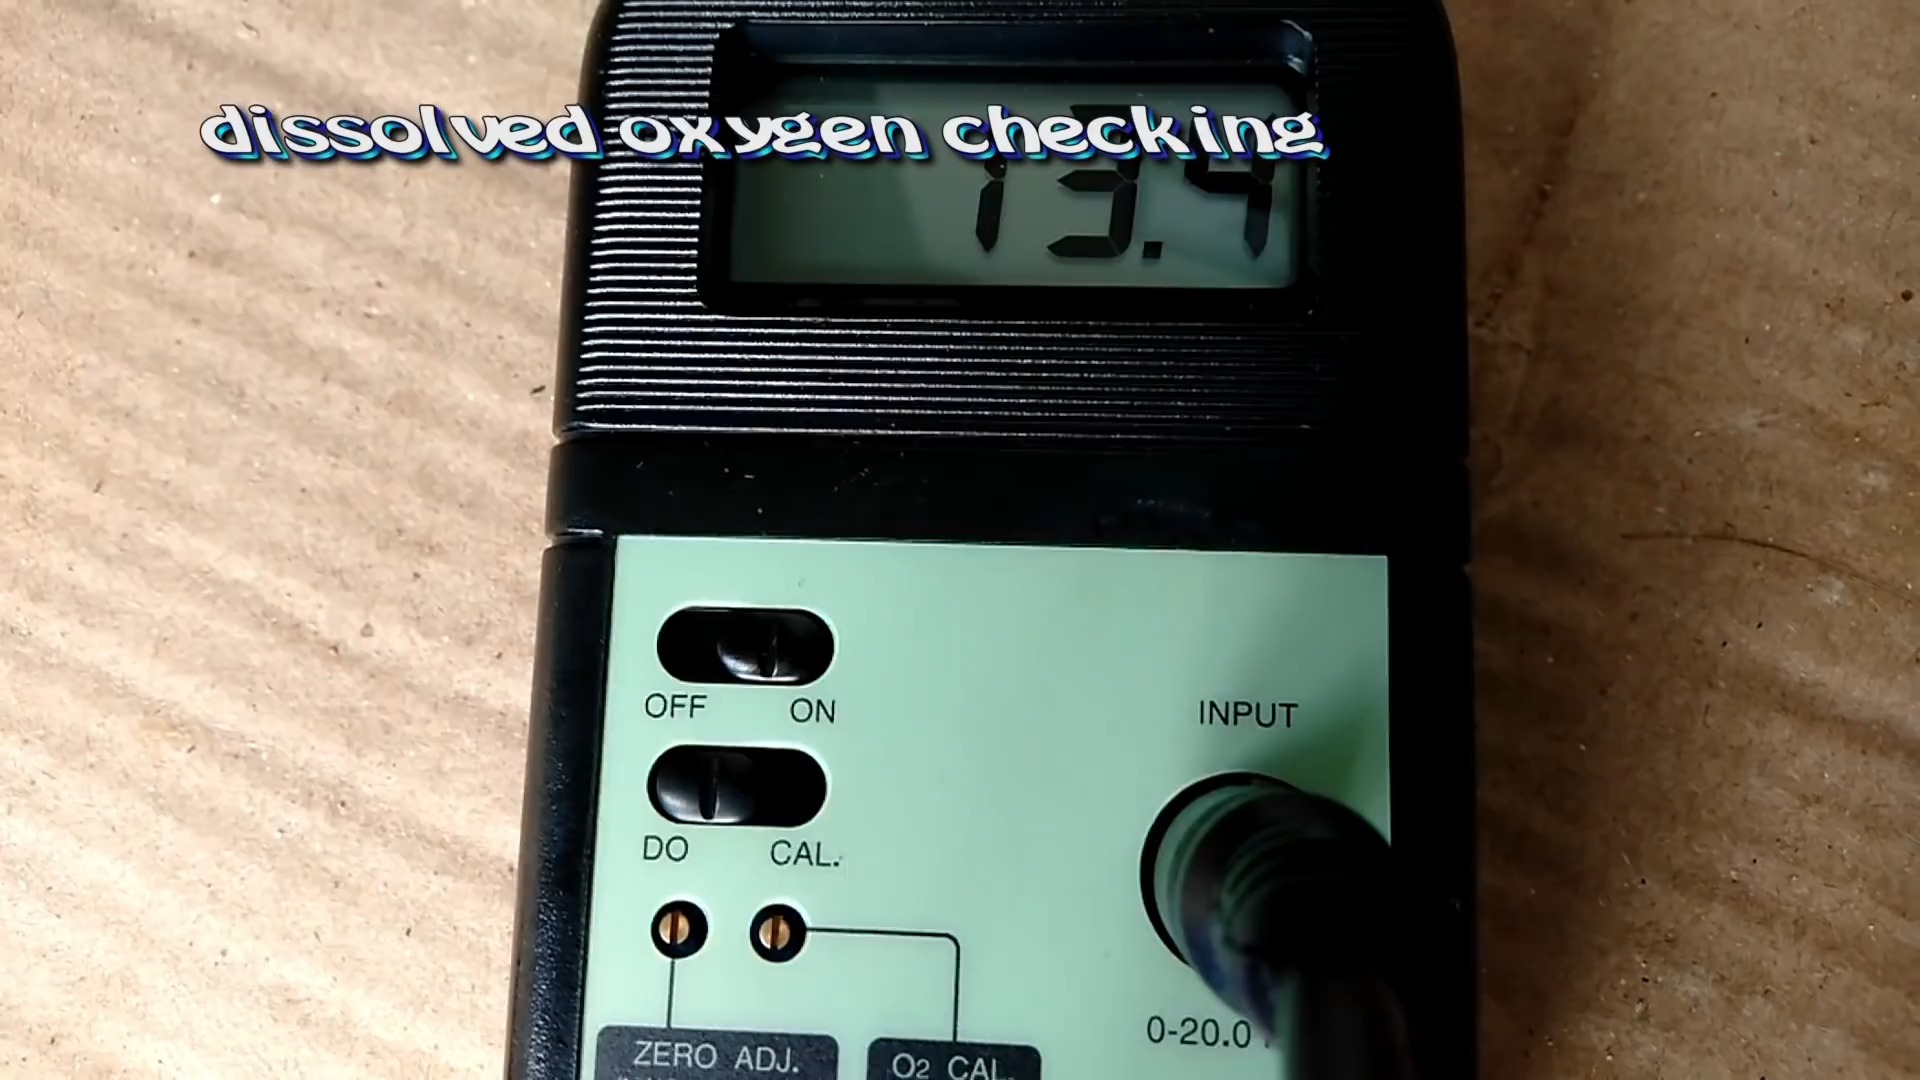 dissolved oxygen checking
13.4
OFF ON
INPUT
DO CAL.
0-20.0
ZERO ADJ.
O2 CAL.